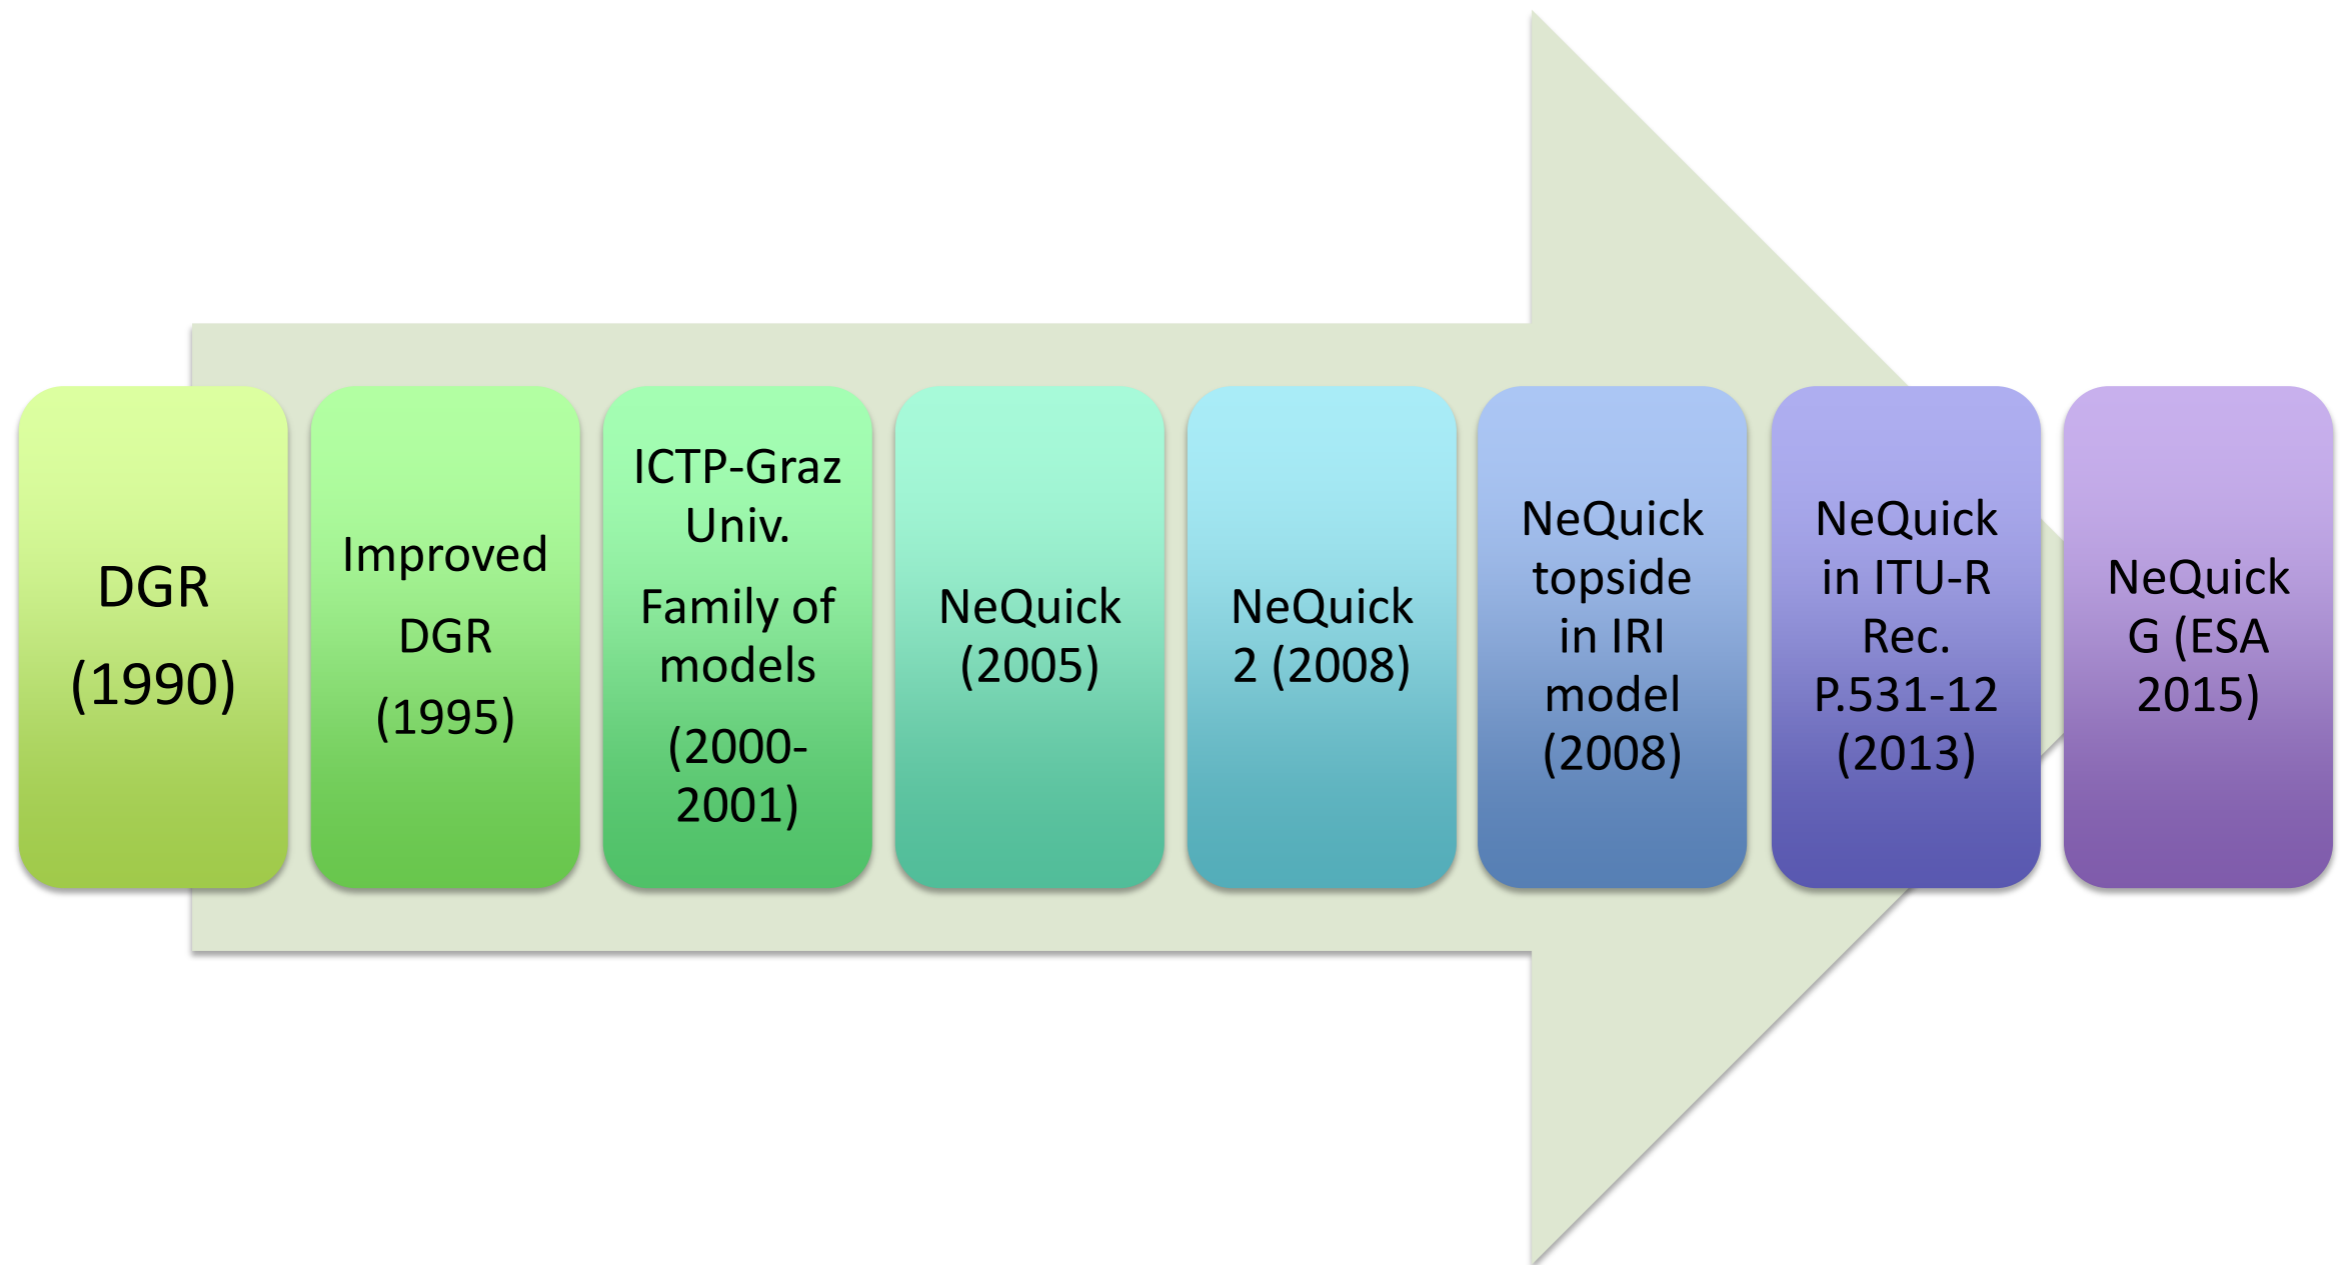 DGR
(1990)
Improved
DGR
(1995)
ICTP-Graz
Univ.
Family of
models
(2000-
2001)
NeQuick
(2005)
NeQuick
2 (2008)
NeQuick
topside
in IRI
model
(2008)
NeQuick
in ITU-R
Rec.
P.531-12
(2013)
NeQuick
G (ESA
2015)